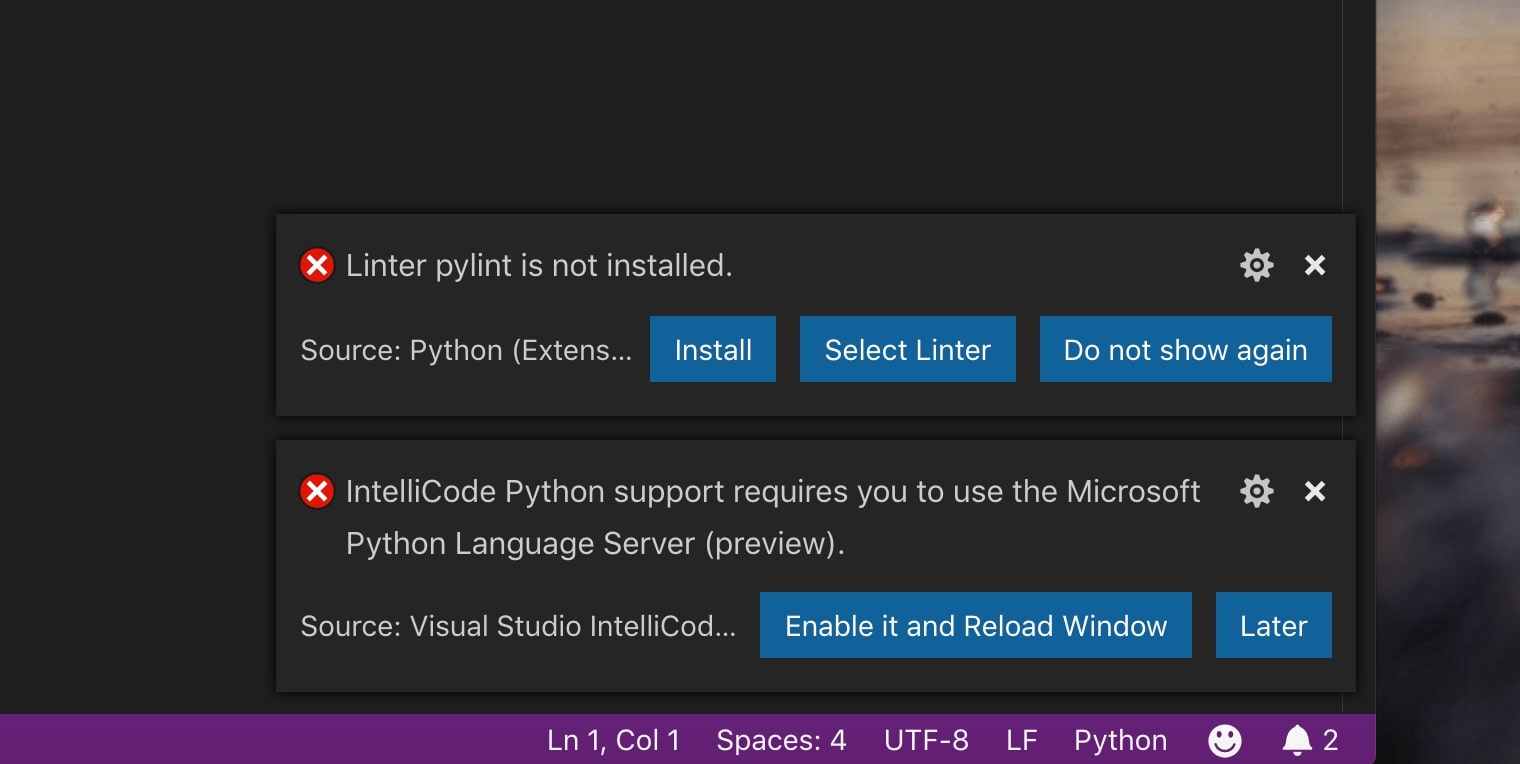 Linter pylint is not installed.
Source: Python (Extens... Install Select Linter Do not show again
IntelliCode Python support requires you to use the Microsoft
Python Language Server (preview).
Source: Visual Studio IntelliCod... Enable it and Reload Window Later
Ln 1, Col 1 Spaces: 4 UTF-8 LF Python 2